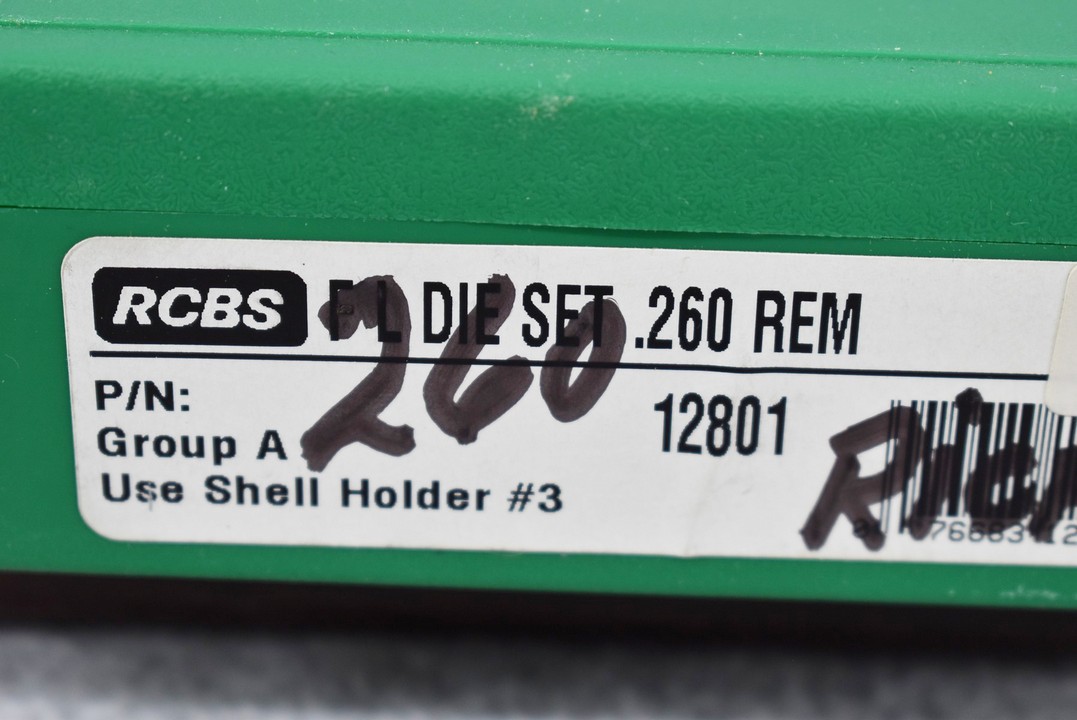 RCBS F L DIE SET .260 REM
260
P/N: 12801
Group A
Use Shell Holder #3